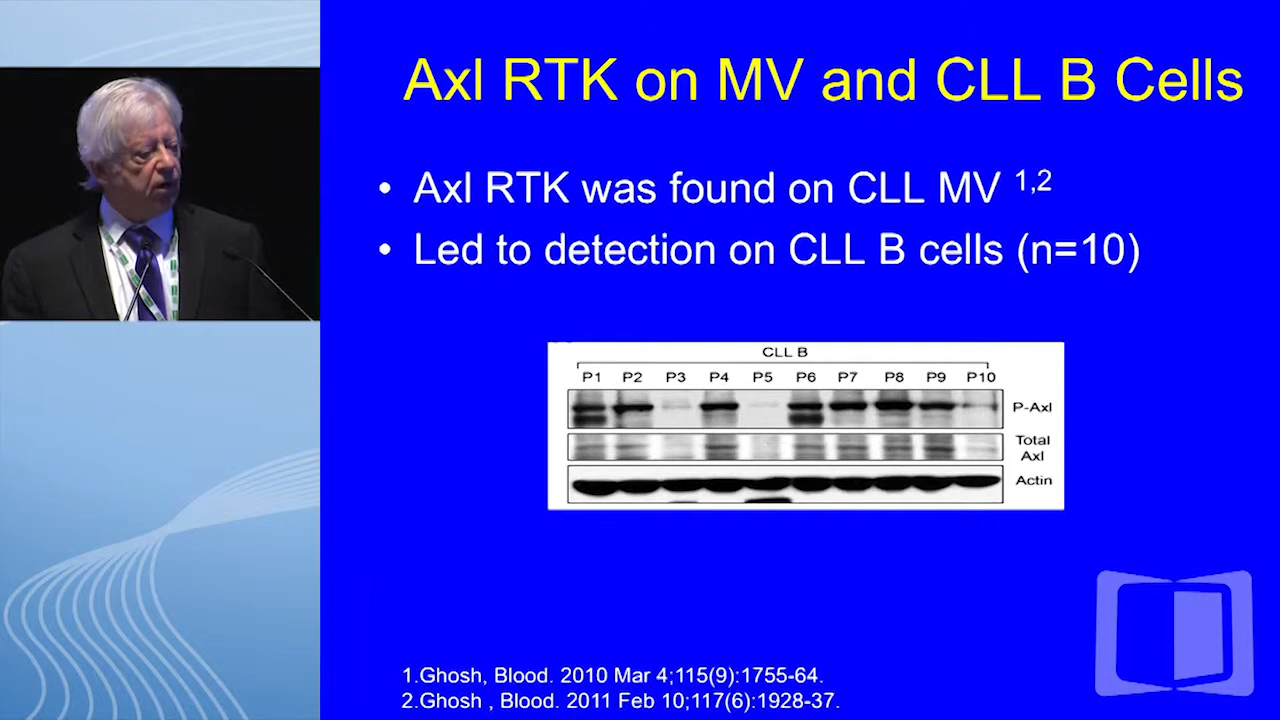 Axl RTK on MV and CLL B Cells
• Axl RTK was found on CLL MV 1,2
• Led to detection on CLL B cells (n=10)
CLL B
P1 P2 P3 P4 P5 P6 P7 P8 P9 P10
P-Axl
Total
Axl
Actin
1.Ghosh, Blood. 2010 Mar 4;115(9):1755-64.
2.Ghosh , Blood. 2011 Feb 10;117(6):1928-37.